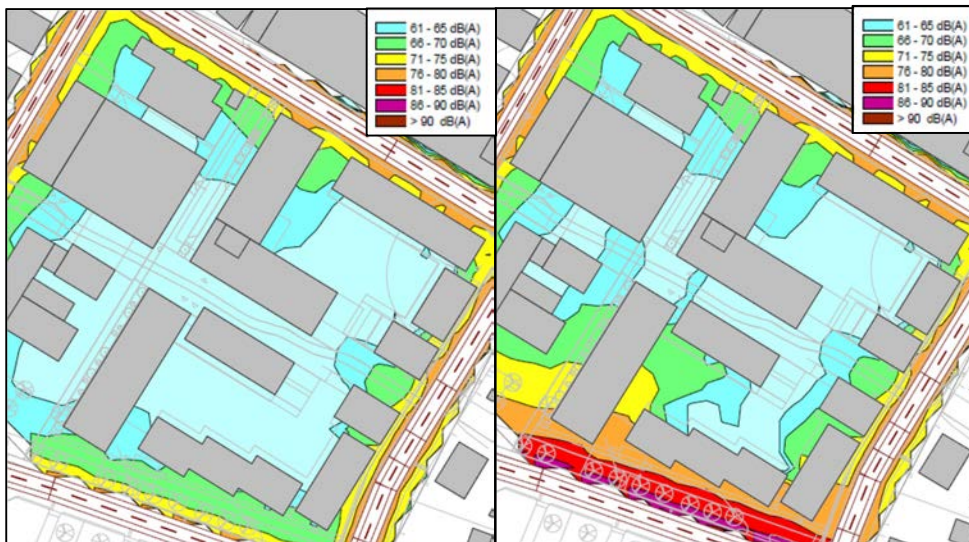 61 - 65 dB(A)
66 - 70 dB(A)
71 - 75 dB(A)
76 - 80 dB(A)
81 - 85 dB(A)
86 - 90 dB(A)
> 90 dB(A)
61 - 65 dB(A)
66 - 70 dB(A)
71 - 75 dB(A)
76 - 80 dB(A)
81 - 85 dB(A)
86 - 90 dB(A)
> 90 dB(A)